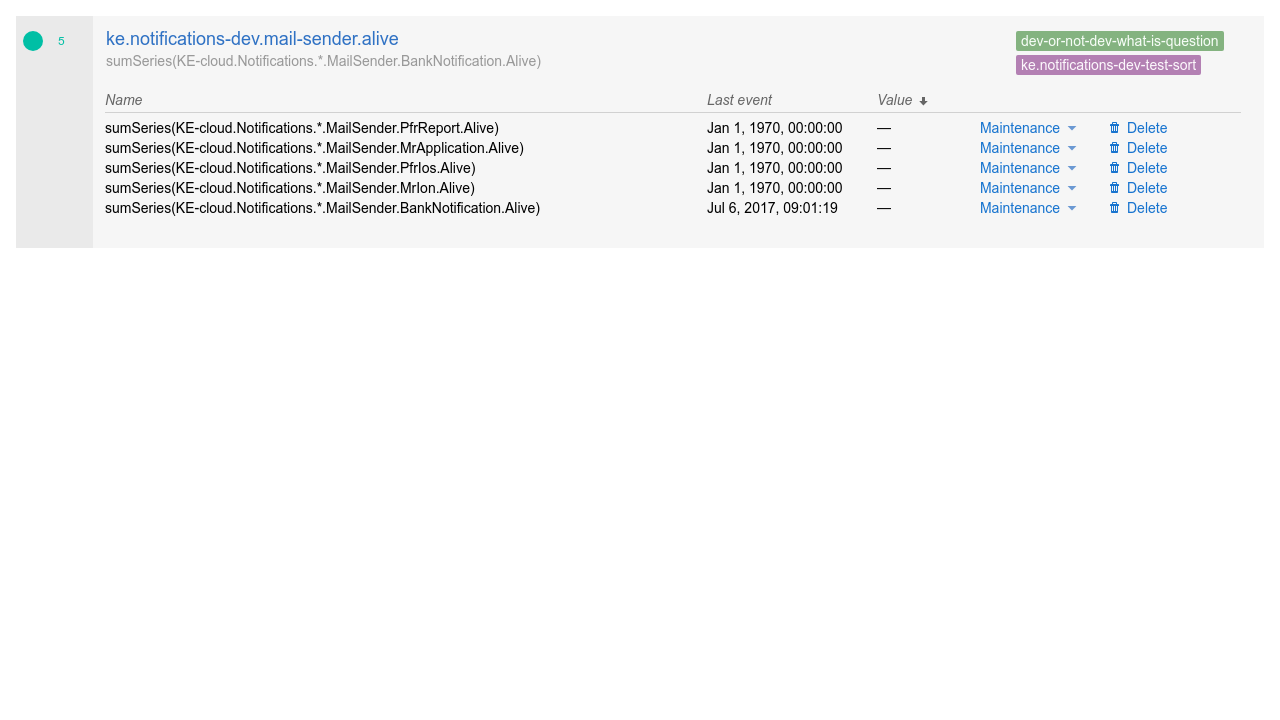 5
ke.notifications-dev.mail-sender.alive
dev-or-not-dev-what-is-question
sumSeries(KE-cloud.Notifications.*.MailSender.BankNotification.Alive)
ke.notifications-dev-test-sort
Name Last event Value
sumSeries(KE-cloud.Notifications.*.MailSender.PfrReport.Alive) Jan 1, 1970, 00:00:00 — Maintenance Delete
sumSeries(KE-cloud.Notifications.*.MailSender.MrApplication.Alive) Jan 1, 1970, 00:00:00 — Maintenance Delete
sumSeries(KE-cloud.Notifications.*.MailSender.PfrIos.Alive) Jan 1, 1970, 00:00:00 — Maintenance Delete
sumSeries(KE-cloud.Notifications.*.MailSender.MrIon.Alive) Jan 1, 1970, 00:00:00 — Maintenance Delete
sumSeries(KE-cloud.Notifications.*.MailSender.BankNotification.Alive) Jul 6, 2017, 09:01:19 — Maintenance Delete